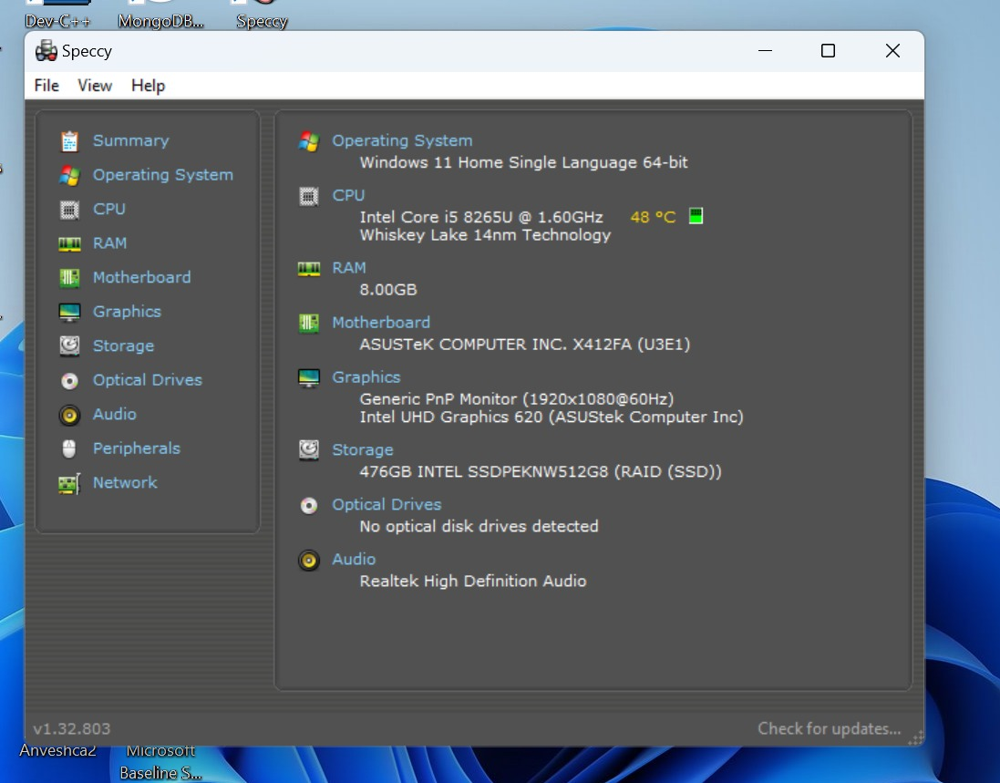 Dev-C++
MongoDB...
Speccy
Speccy
File View Help
Summary
Operating System
CPU
RAM
Motherboard
Graphics
Storage
Optical Drives
Audio
Peripherals
Network
Operating System
Windows 11 Home Single Language 64-bit
CPU
Intel Core i5 8265U @ 1.60GHz 48 °C
Whiskey Lake 14nm Technology
RAM
8.00GB
Motherboard
ASUSTeK COMPUTER INC. X412FA (U3E1)
Graphics
Generic PnP Monitor (1920x1080@60Hz)
Intel UHD Graphics 620 (ASUStek Computer Inc)
Storage
476GB INTEL SSDPEKNW512G8 (RAID (SSD))
Optical Drives
No optical disk drives detected
Audio
Realtek High Definition Audio
v1.32.803
Check for updates...
Anveshca2
Microsoft
Baseline S...